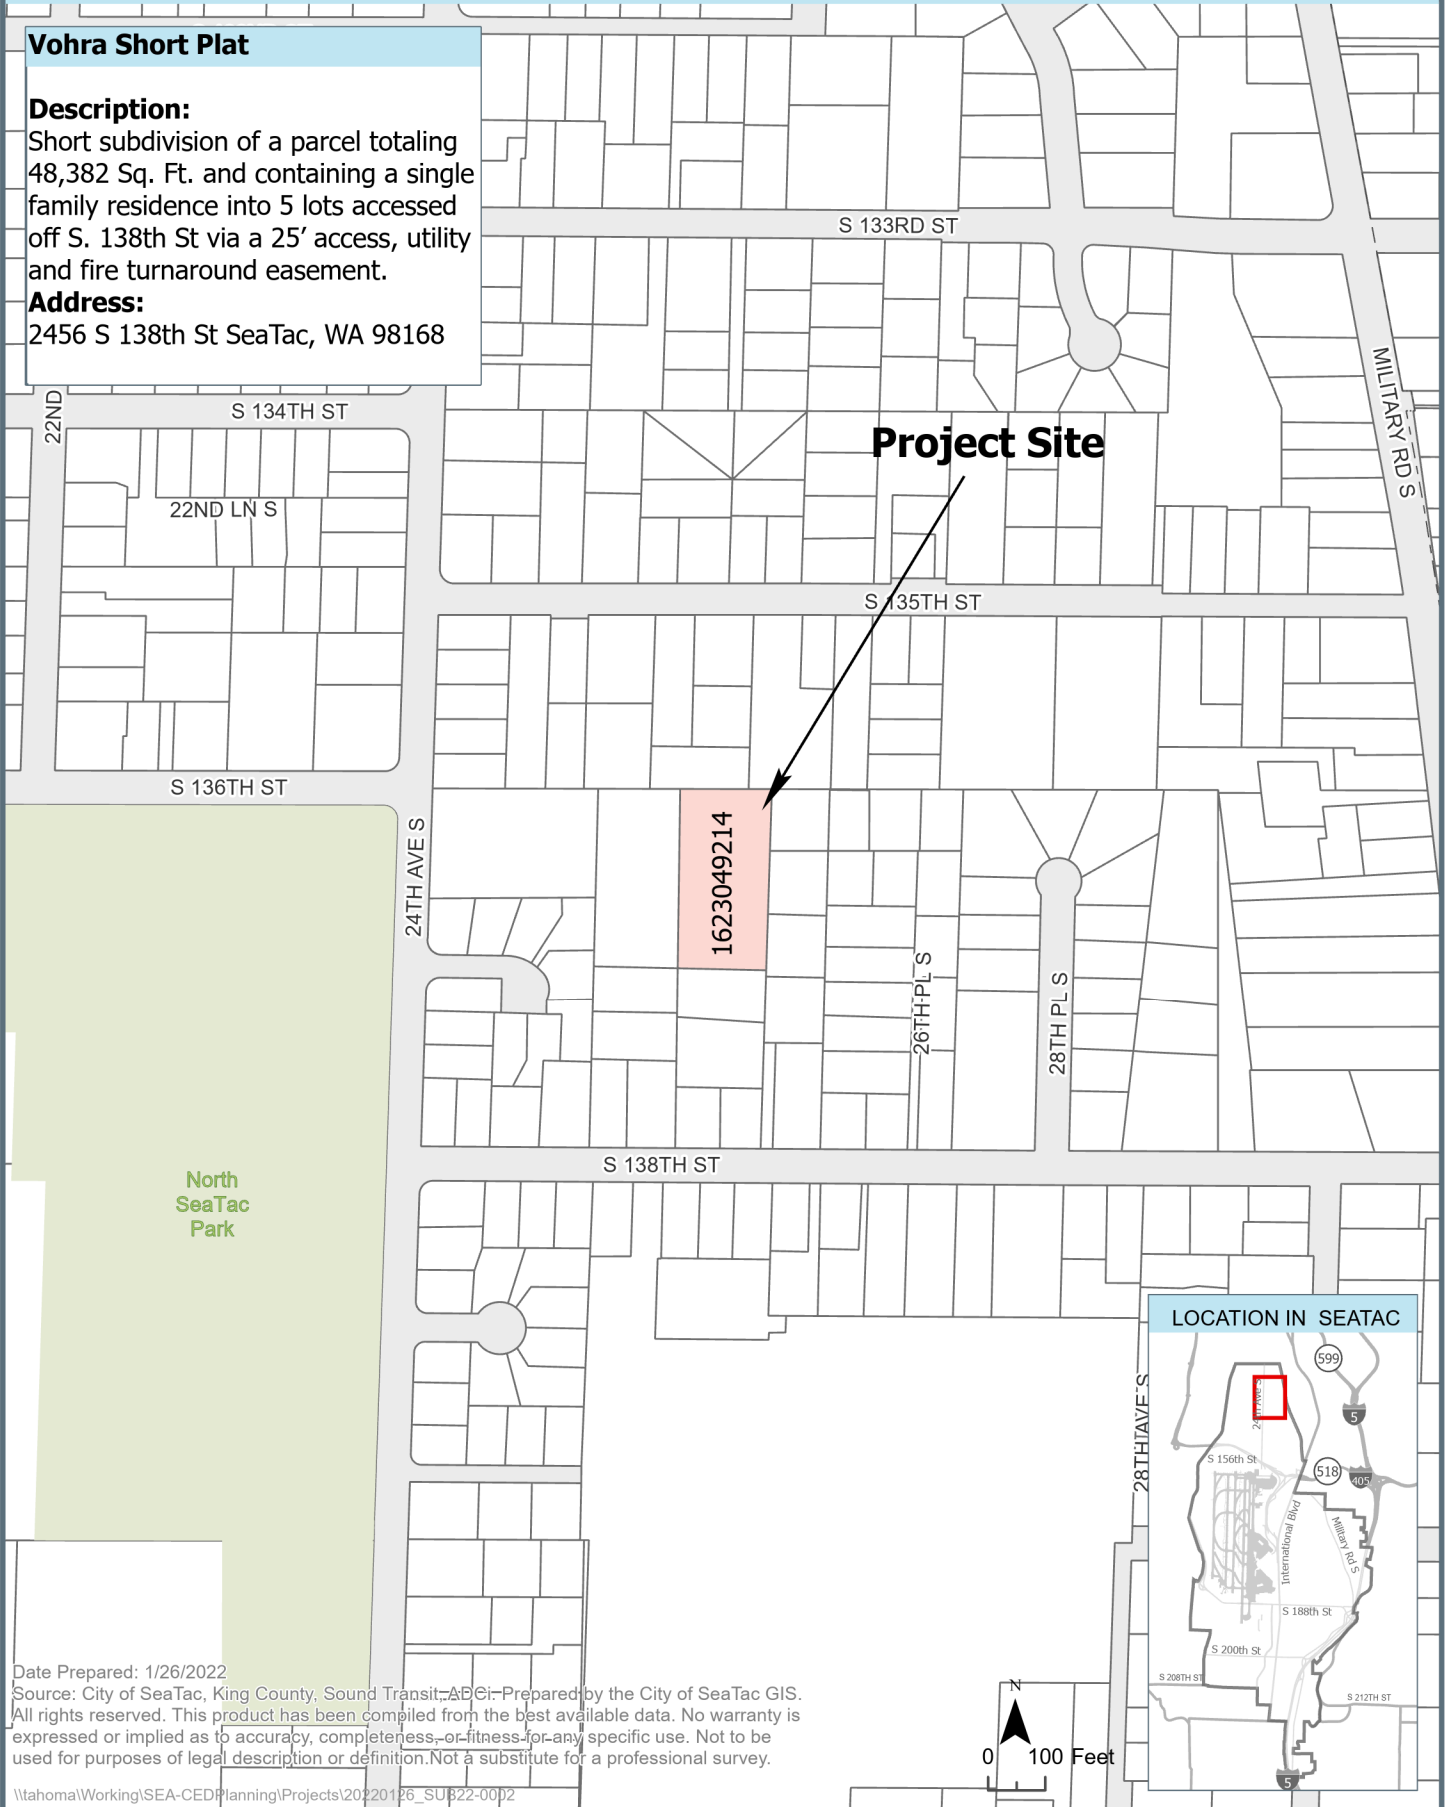 Vohra Short Plat
Description:
Short subdivision of a parcel totaling
48,382 Sq. Ft. and containing a single
family residence into 5 lots accessed
off S. 138th St via a 25’ access, utility
and fire turnaround easement.
Address:
2456 S 138th St SeaTac, WA 98168
S 133RD ST
MILITARY RD S
22ND
S 134TH ST
Project Site
22ND LN S
S 135TH ST
S 136TH ST
24TH AVE S
1623049214
26TH PL S
28TH PL S
S 138TH ST
North
SeaTac
Park
28TH AVE S
LOCATION IN SEATAC
599
5
24th Ave S
S 156th St
518
405
International Blvd
Military Rd S
S 188th St
S 200th St
S 208TH ST
S 212TH ST
5
N
0 100 Feet
Date Prepared: 1/26/2022
Source: City of SeaTac, King County, Sound Transit, ADCi. Prepared by the City of SeaTac GIS.
All rights reserved. This product has been compiled from the best available data. No warranty is
expressed or implied as to accuracy, completeness, or fitness for any specific use. Not to be
used for purposes of legal description or definition.Not a substitute for a professional survey.
\\tahoma\Working\SEA-CEDPlanning\Projects\20220126_SUB22-0002